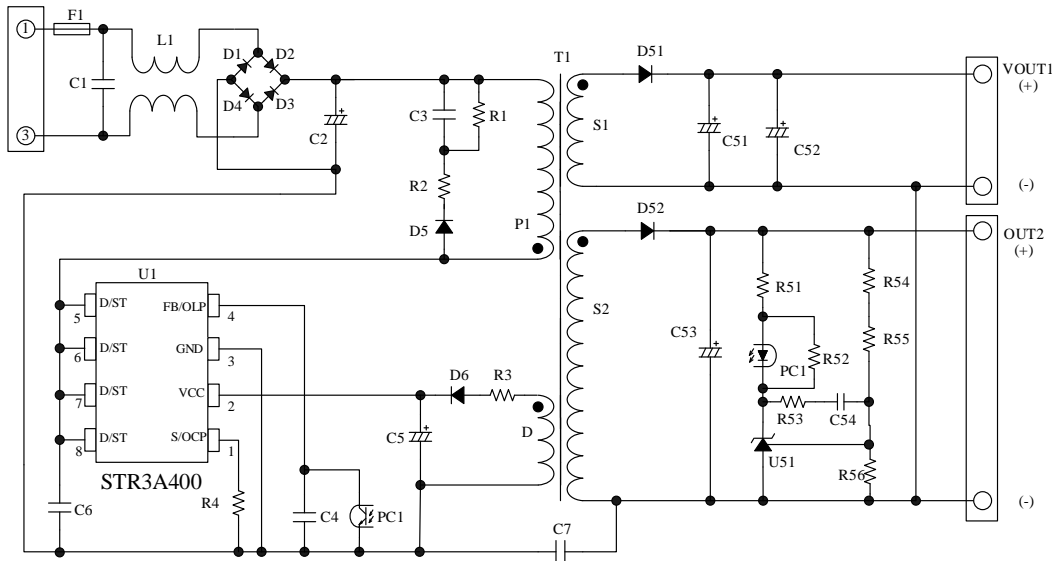 F1
1
L1
C1
3
D1
D2
D4
D3
C2
C3
R1
R2
D5
P1
T1
S1
D51
C51
C52
VOUT1
(+)
(-)
D52
S2
C53
R51
PC1
R52
R53
C54
U51
R54
R55
R56
OUT2
(+)
(-)
U1
D/ST
5
D/ST
6
D/ST
7
D/ST
8
FB/OLP
4
GND
3
VCC
2
S/OCP
1
STR3A400
C6
R4
C4
PC1
C5
D6
R3
D
C7